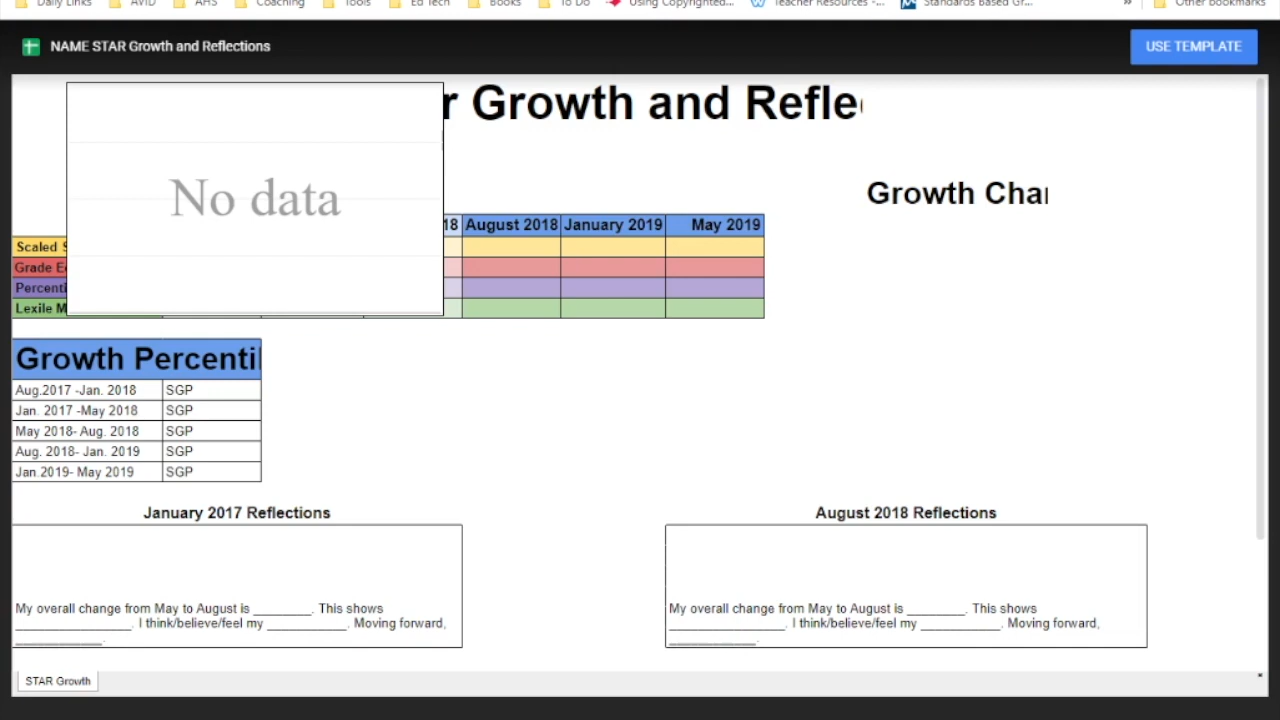 Daily Links AVID AHS Coaching Tools Ed Tech Books To Do Using Copyrighted... Teacher Resources -... Standards Based Gr... » Other bookmarks
NAME STAR Growth and Reflections
USE TEMPLATE
r Growth and Refle
No data
Growth Cha
18 August 2018 January 2019 May 2019
Scaled S
Grade E
Percenti
Lexile M
Growth Percenti
Aug.2017 -Jan. 2018 SGP
Jan. 2017 -May 2018 SGP
May 2018- Aug. 2018 SGP
Aug. 2018- Jan. 2019 SGP
Jan.2019- May 2019 SGP
January 2017 Reflections
My overall change from May to August is ________. This shows
________________. I think/believe/feel my ___________. Moving forward,
____________.
August 2018 Reflections
My overall change from May to August is ________. This shows
________________. I think/believe/feel my ___________. Moving forward,
____________.
STAR Growth